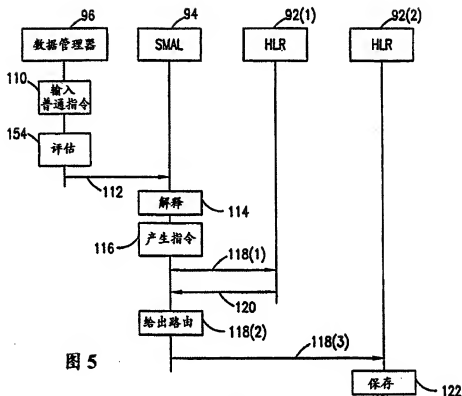 96
94
92(1)
92(2)
数据管理器
SMAL
HLR
HLR
110
输入
普通指令
154
评估
112
解释
114
116
产生指令
118(1)
120
给出路由
118(2)
118(3)
图 5
保存
122